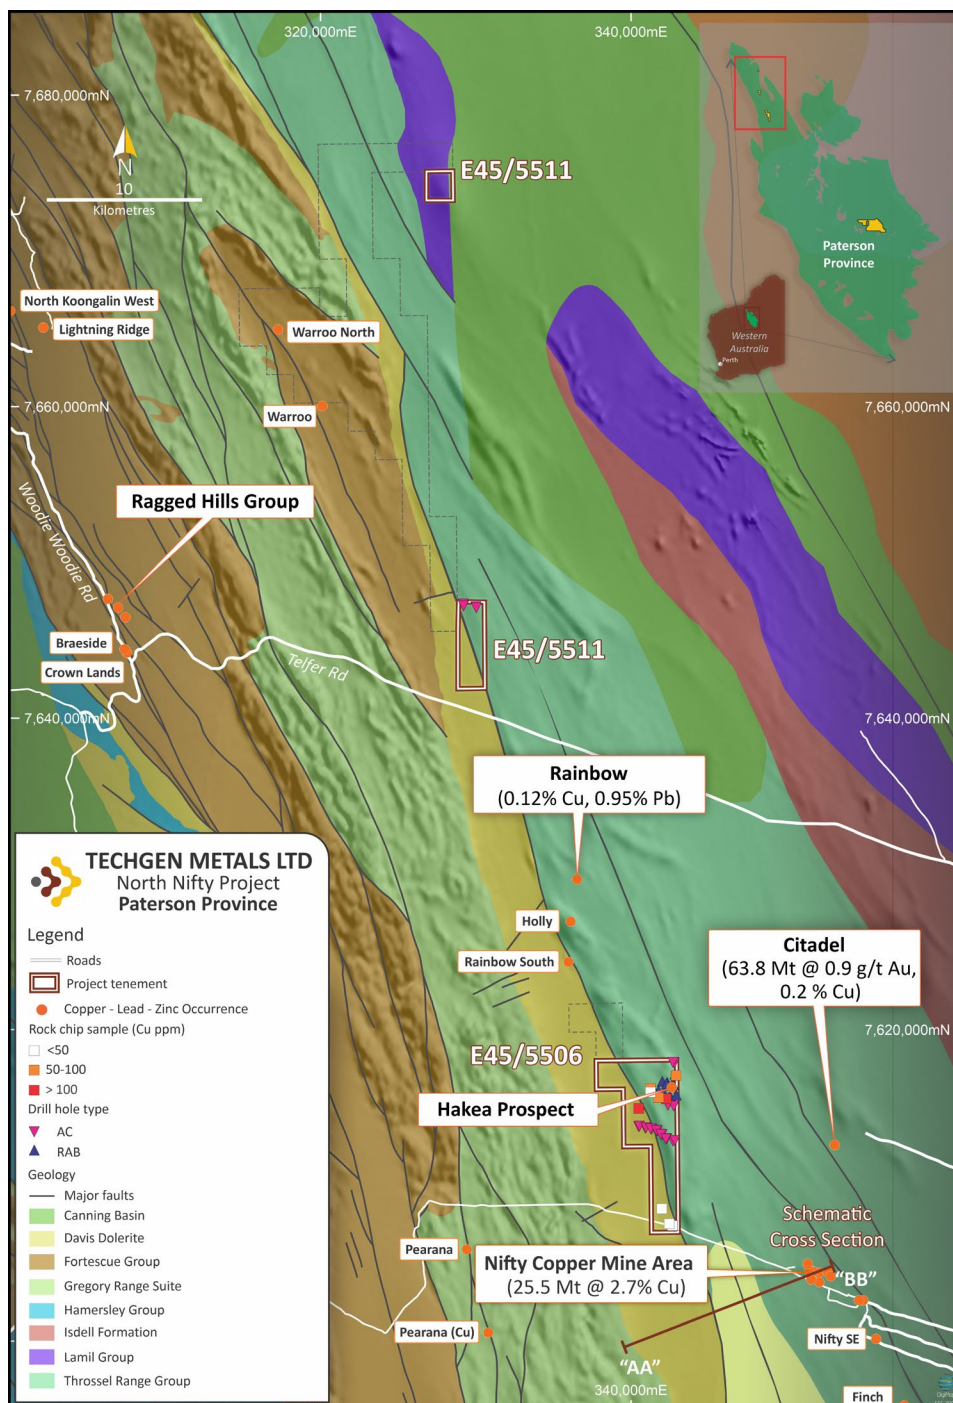 320,000mE
340,000mE
7,680,000mN
N
10
Kilometres
E45/5511
Paterson
Province
Western
Australia
Perth
North Koongalin West
Lightning Ridge
Warroo North
7,660,000mN
7,660,000mN
Warroo
Ragged Hills Group
Woodie Woodie Rd
Braeside
Crown Lands
Telfer Rd
E45/5511
7,640,000mN
7,640,000mN
Rainbow
(0.12% Cu, 0.95% Pb)
Holly
Rainbow South
Citadel
(63.8 Mt @ 0.9 g/t Au,
0.2 % Cu)
7,620,000mN
E45/5506
Hakea Prospect
TECHGEN METALS LTD
North Nifty Project
Paterson Province
Legend
Roads
Project tenement
Copper - Lead - Zinc Occurrence
Rock chip sample (Cu ppm)
<50
50-100
> 100
Drill hole type
AC
RAB
Geology
Major faults
Canning Basin
Davis Dolerite
Fortescue Group
Gregory Range Suite
Hamersley Group
Isdell Formation
Lamil Group
Throssel Range Group
Schematic
Cross Section
Pearana
Nifty Copper Mine Area
(25.5 Mt @ 2.7% Cu)
"BB"
Pearana (Cu)
Nifty SE
"AA"
340,000mE
Finch